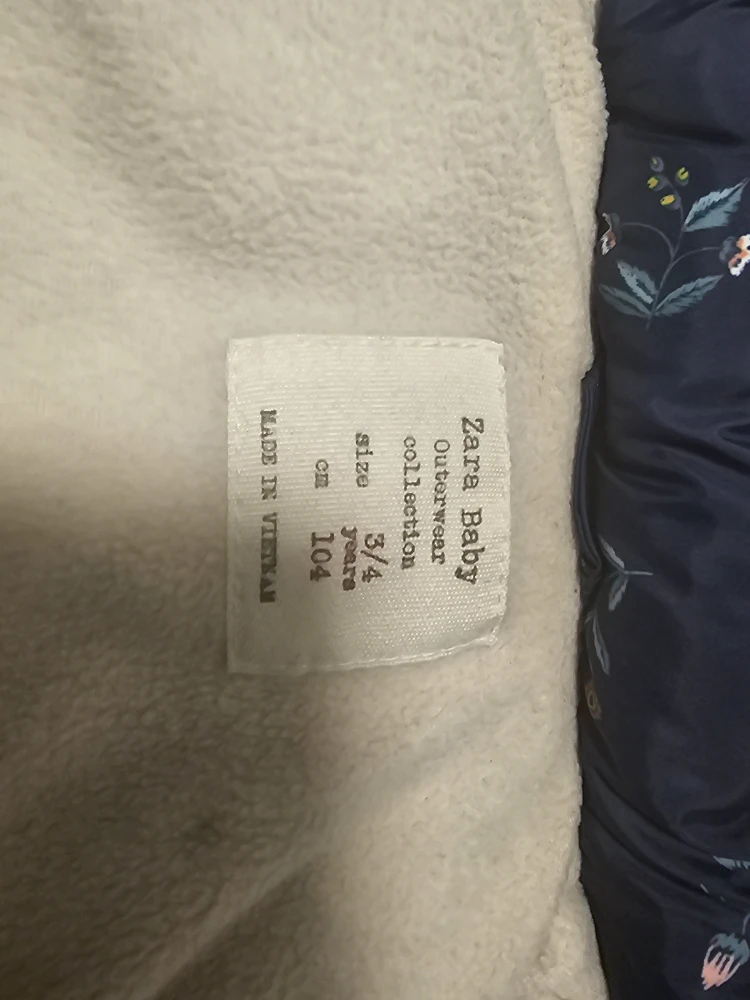 Zara Baby
Outerwear
collection
size 3/4
years
cm 104
MADE IN VIETNAM